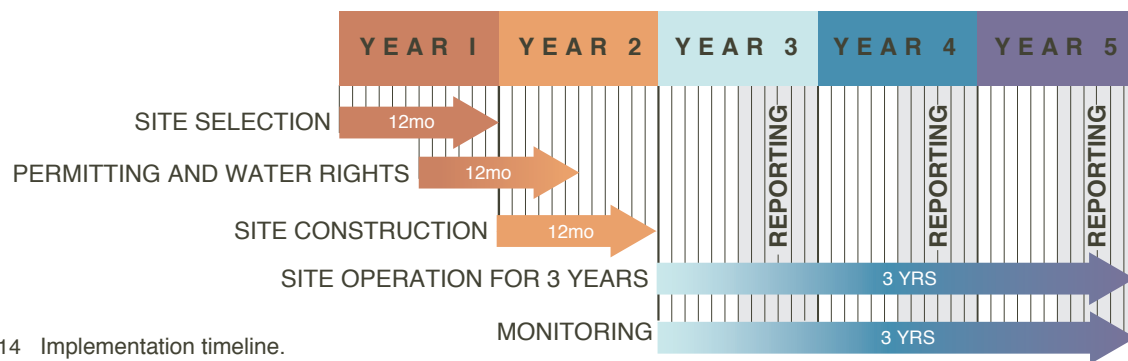 YEAR I YEAR 2 YEAR 3 YEAR 4 YEAR 5
SITE SELECTION 12mo
PERMITTING AND WATER RIGHTS 12mo
SITE CONSTRUCTION 12mo
REPORTING REPORTING REPORTING
SITE OPERATION FOR 3 YEARS 3 YRS
MONITORING 3 YRS
14 Implementation timeline.